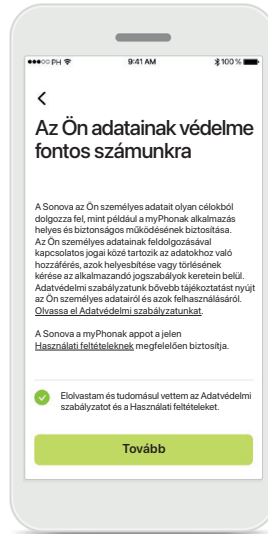 PH 9:41 AM 100 %
Az Ön adatainak védelme
fontos számunkra
A Sonova az Ön személyes adatait olyan célokból
dolgozza fel, mint például a myPhonak alkalmazás
helyes és biztonságos működésének biztosítása.
Az Ön személyes adatainak feldolgozásával
kapcsolatos jogai közé tartozik az adatokhoz való
hozzáférés, azok helyesbítése vagy törlésének
kérése az alkalmazandó jogszabályok keretein belül.
Adatvédelmi szabályzatunk bővebb tájékoztatást nyújt
az Ön személyes adatairól és azok felhasználásáról.
Olvassa el Adatvédelmi szabályzatunkat.
A Sonova a myPhonak appot a jelen
Használati feltételeknek megfelelően biztosítja.
Elolvastam és tudomásul vettem az Adatvédelmi
szabályzatot és a Használati feltételeket.
Tovább